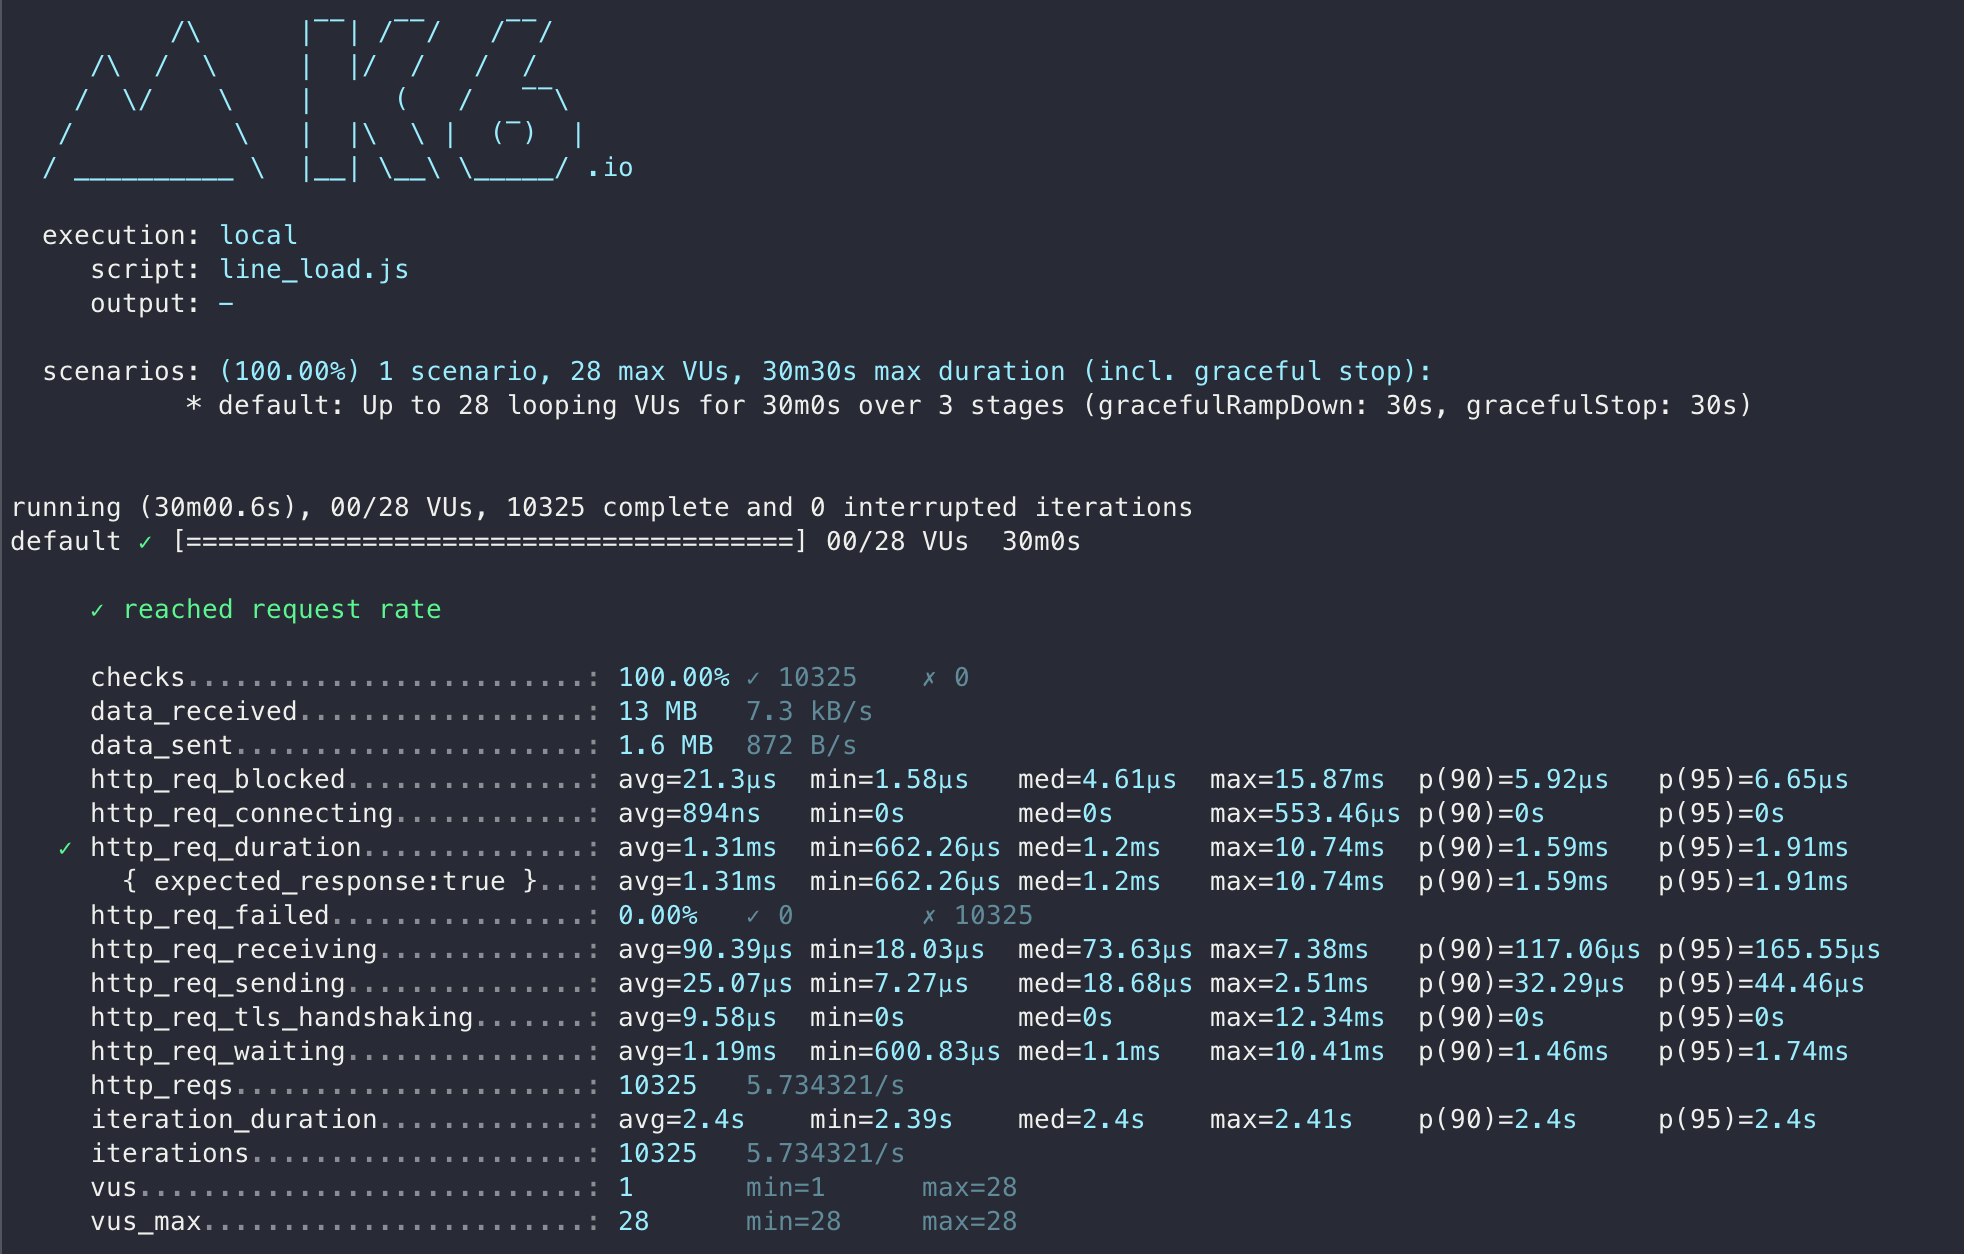 /\      |‾‾| /‾‾/   /‾‾/
     /\  /  \     |  |/  /   /  /
    /  \/    \    |     (   /   ‾‾\
   /          \   |  |\  \ |  (‾)  |
  / __________ \  |__| \__\ \_____/ .io
execution: local
script: line_load.js
output: -
scenarios: (100.00%) 1 scenario, 28 max VUs, 30m30s max duration (incl. graceful stop):
* default: Up to 28 looping VUs for 30m0s over 3 stages (gracefulRampDown: 30s, gracefulStop: 30s)
running (30m00.6s), 00/28 VUs, 10325 complete and 0 interrupted iterations
default ✓ [======================================] 00/28 VUs  30m0s
✓ reached request rate
checks.........................: 100.00% ✓ 10325    ✗ 0
data_received..................: 13 MB   7.3 kB/s
data_sent......................: 1.6 MB  872 B/s
http_req_blocked...............: avg=21.3µs  min=1.58µs   med=4.61µs  max=15.87ms  p(90)=5.92µs   p(95)=6.65µs
http_req_connecting............: avg=894ns   min=0s       med=0s      max=553.46µs p(90)=0s       p(95)=0s
✓ http_req_duration..............: avg=1.31ms  min=662.26µs med=1.2ms   max=10.74ms  p(90)=1.59ms   p(95)=1.91ms
{ expected_response:true }...: avg=1.31ms  min=662.26µs med=1.2ms   max=10.74ms  p(90)=1.59ms   p(95)=1.91ms
http_req_failed................: 0.00%   ✓ 0        ✗ 10325
http_req_receiving.............: avg=90.39µs min=18.03µs  med=73.63µs max=7.38ms   p(90)=117.06µs p(95)=165.55µs
http_req_sending...............: avg=25.07µs min=7.27µs   med=18.68µs max=2.51ms   p(90)=32.29µs  p(95)=44.46µs
http_req_tls_handshaking.......: avg=9.58µs  min=0s       med=0s      max=12.34ms  p(90)=0s       p(95)=0s
http_req_waiting...............: avg=1.19ms  min=600.83µs med=1.1ms   max=10.41ms  p(90)=1.46ms   p(95)=1.74ms
http_reqs......................: 10325   5.734321/s
iteration_duration.............: avg=2.4s    min=2.39s    med=2.4s    max=2.41s    p(90)=2.4s     p(95)=2.4s
iterations.....................: 10325   5.734321/s
vus............................: 1       min=1      max=28
vus_max........................: 28      min=28     max=28